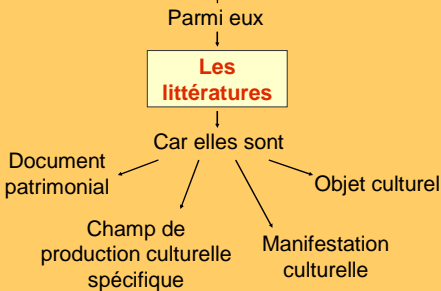 Parmi eux
Les
littératures
Car elles sont
Document
patrimonial
Objet culturel
Champ de
production culturelle
spécifique
Manifestation
culturelle